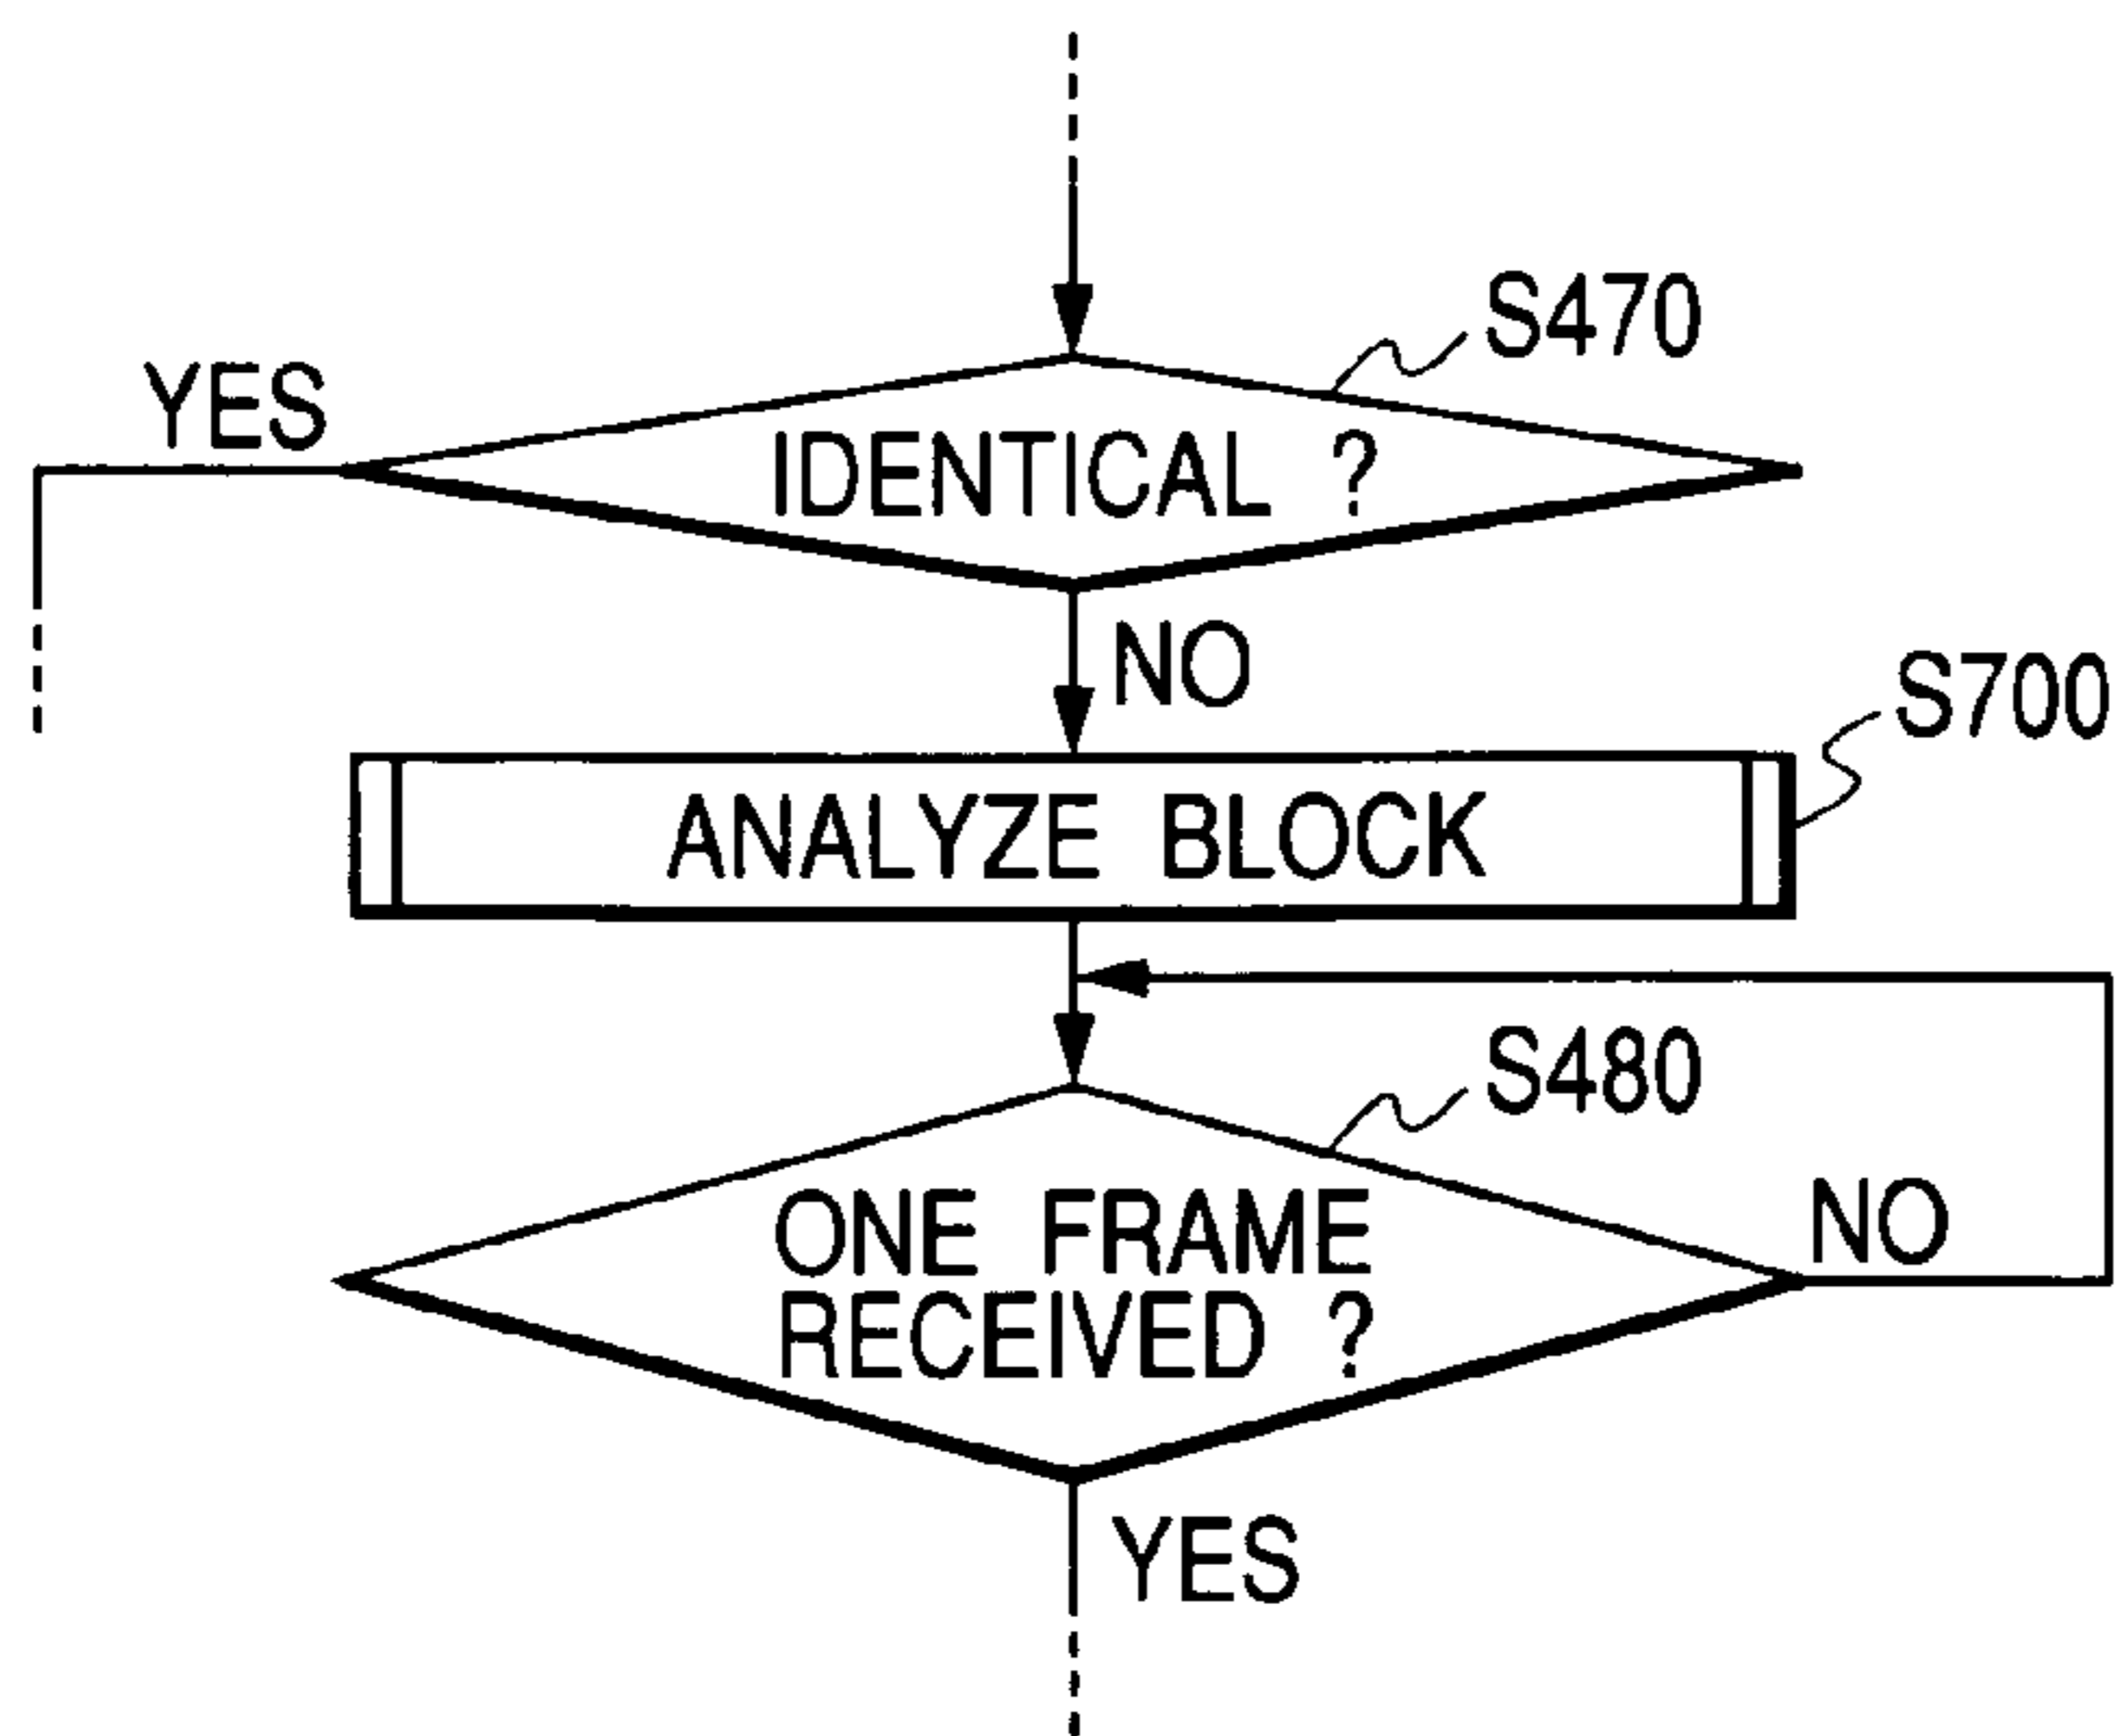 S470
YES
IDENTICAL ?
NO
S700
ANALYZE BLOCK
S480
ONE FRAME
RECEIVED ?
NO
YES